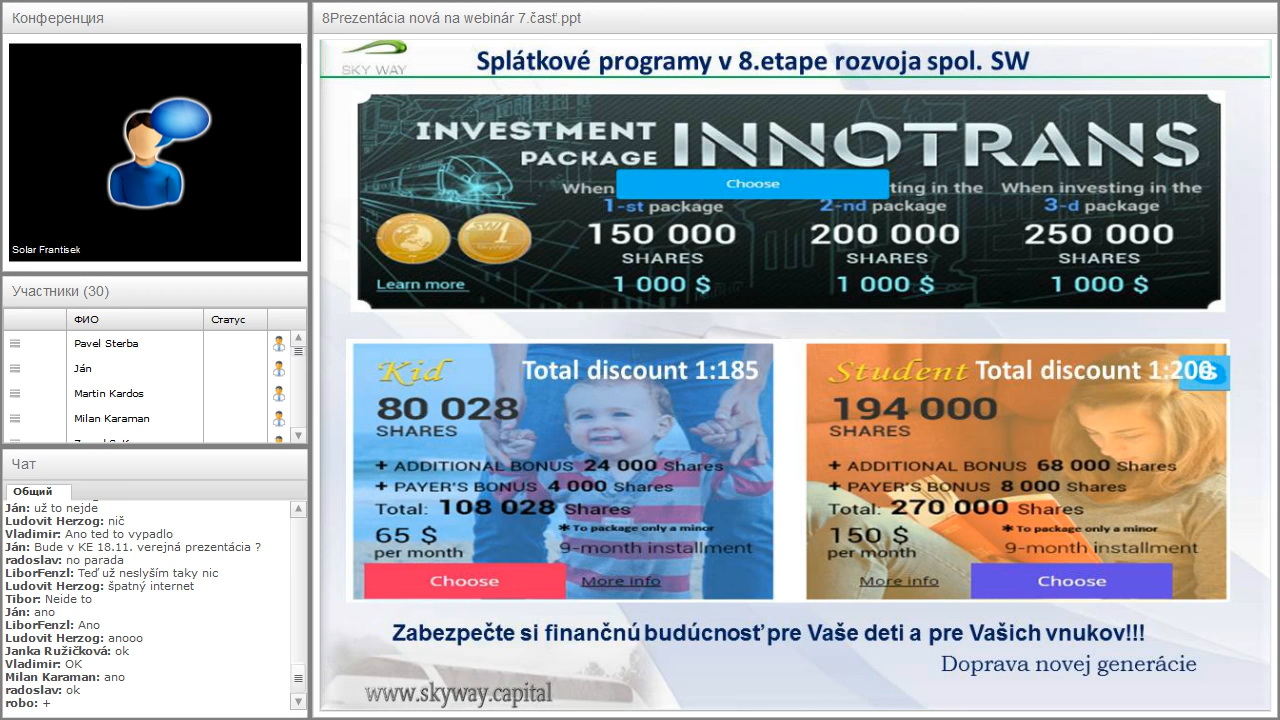 Конференция
Solar Frantisek
Участники (30)
ФИО
Статус
Pavel Sterba
Ján
Martin Kardos
Milan Karaman
Чат
Общий
Ján: už to nejde
Ludovit Herzog: nič
Vladimir: Ano ted to vypadlo
Ján: Bude v KE 18.11. verejná prezentácia ?
radoslav: no parada
LiborFenzl: Teď už neslyším taky nic
Ludovit Herzog: špatný internet
Tibor: Neide to
Ján: ano
LiborFenzl: Ano
Ludovit Herzog: anooo
Janka Ružičková: ok
Vladimir: OK
Milan Karaman: ano
radoslav: ok
robo: +
8Prezentácia nová na webinár 7.časť.ppt
SKY WAY
Splátkové programy v 8.etape rozvoja spol. SW
INVESTMENT PACKAGE INNOTRANS
Choose
When ting in the When investing in the
1-st package 2-nd package 3-d package
150 000 200 000 250 000
SHARES SHARES SHARES
Learn more 1 000 $ 1 000 $ 1 000 $
Kid Total discount 1:185
80 028
SHARES
+ ADDITIONAL BONUS 24 000 Shares
+ PAYER'S BONUS 4 000 Shares
Total: 108 028 Shares
65 $ * To package only a minor
per month 9-month installment
Choose More info
Student Total discount 1:200
194 000
SHARES
+ ADDITIONAL BONUS 68 000 Shares
+ PAYER'S BONUS 8 000 Shares
Total: 270 000 Shares
150 $ * To package only a minor
per month 9-month installment
More info Choose
Zabezpečte si finančnú budúcnosť pre Vaše deti a pre Vašich vnukov!!!
Doprava novej generácie
www.skyway.capital